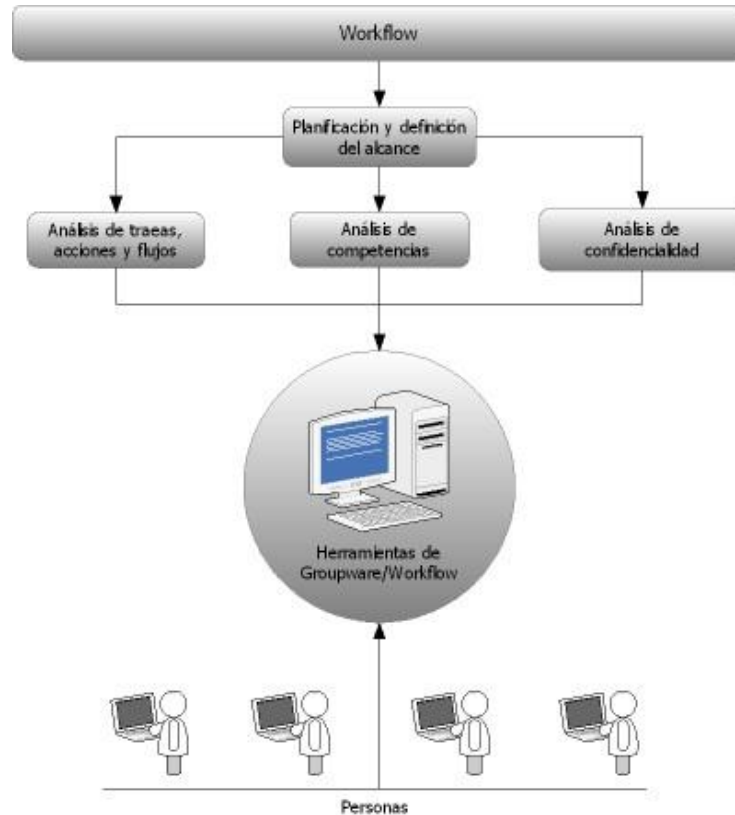 Workflow
Planificación y definición
del alcance
Análisis de traeas,
acciones y flujos
Análisis de
competencias
Análisis de
confidencialidad
Herramientas de
Groupware/Workflow
Personas